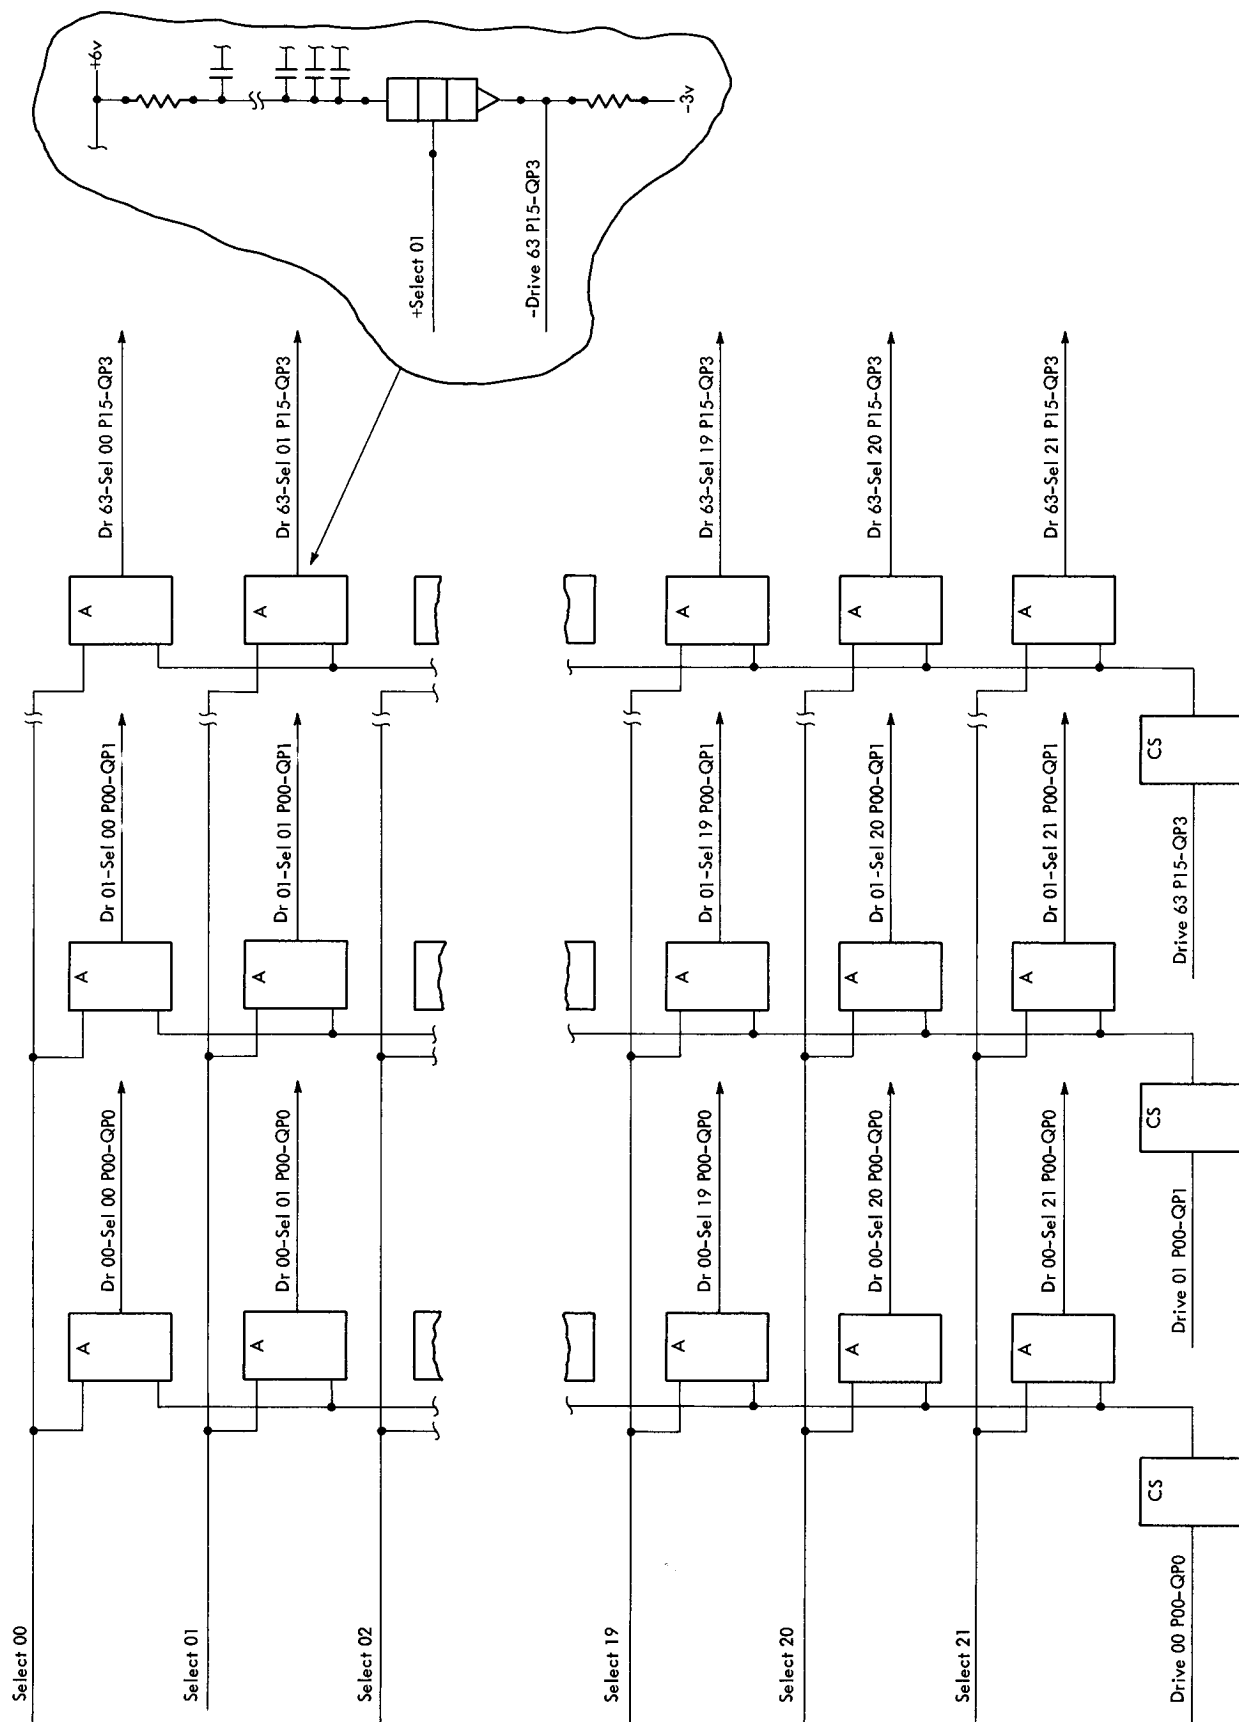 +6v
-3v
+Select 01
-Drive 63 P15-QP3
Dr 63-Sel 00 P15-QP3
Dr 63-Sel 01 P15-QP3
Dr 63-Sel 19 P15-QP3
Dr 63-Sel 20 P15-QP3
Dr 63-Sel 21 P15-QP3
A
A
A
A
A
CS
Drive 63 P15-QP3
Dr 01-Sel 00 P00-QP1
Dr 01-Sel 01 P00-QP1
Dr 01-Sel 19 P00-QP1
Dr 01-Sel 20 P00-QP1
Dr 01-Sel 21 P00-QP1
A
A
A
A
A
CS
Drive 01 P00-QP1
Dr 00-Sel 00 P00-QP0
Dr 00-Sel 01 P00-QP0
Dr 00-Sel 19 P00-QP0
Dr 00-Sel 20 P00-QP0
Dr 00-Sel 21 P00-QP0
A
A
A
A
A
CS
Drive 00 P00-QP0
Select 00
Select 01
Select 02
Select 19
Select 20
Select 21